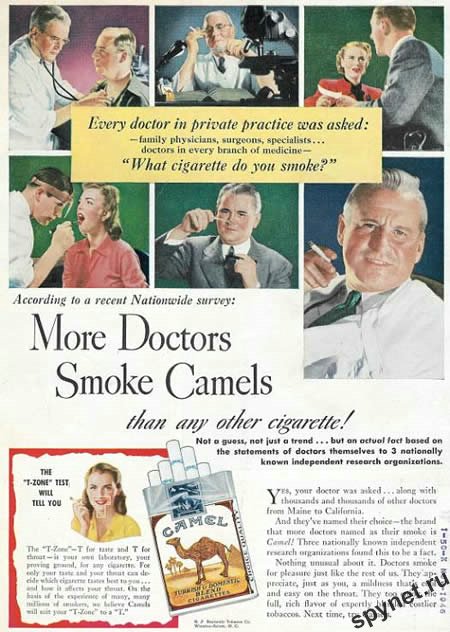 Every doctor in private practice was asked:
—family physicians, surgeons, specialists...
doctors in every branch of medicine—
"What cigarette do you smoke?"
According to a recent Nationwide survey:
More Doctors
Smoke Camels
than any other cigarette!
Not a guess, not just a trend ... but an actual fact based on
the statements of doctors themselves to 3 nationally
known independent research organizations.
THE
"T-ZONE" TEST
WILL
TELL YOU
The "T-Zone"—T for taste and T for
throat—is your own laboratory, your
proving ground, for any cigarette. For
only your taste and your throat can de-
cide which cigarette tastes best to you ...
and how it affects your throat. On the
basis of the experience of many, many
millions of smokers, we believe Camels
will suit your "T-Zone" to a "T."
CAMEL
TURKISH & DOMESTIC
BLEND
CIGARETTES
R. J. Reynolds Tobacco Co.
Winston-Salem, N. C.
YES, your doctor was asked ... along with
thousands and thousands of other doctors
from Maine to California.
And they've named their choice—the brand
that more doctors named as their smoke is
Camel! Three nationally known independent
research organizations found this to be a fact.
Nothing unusual about it. Doctors smoke
for pleasure just like the rest of us. They ap-
preciate, just as you, a mildness that's
and easy on the throat. They too
full, rich flavor of expertly
costlier tobaccos. Next time,
spynet.ru